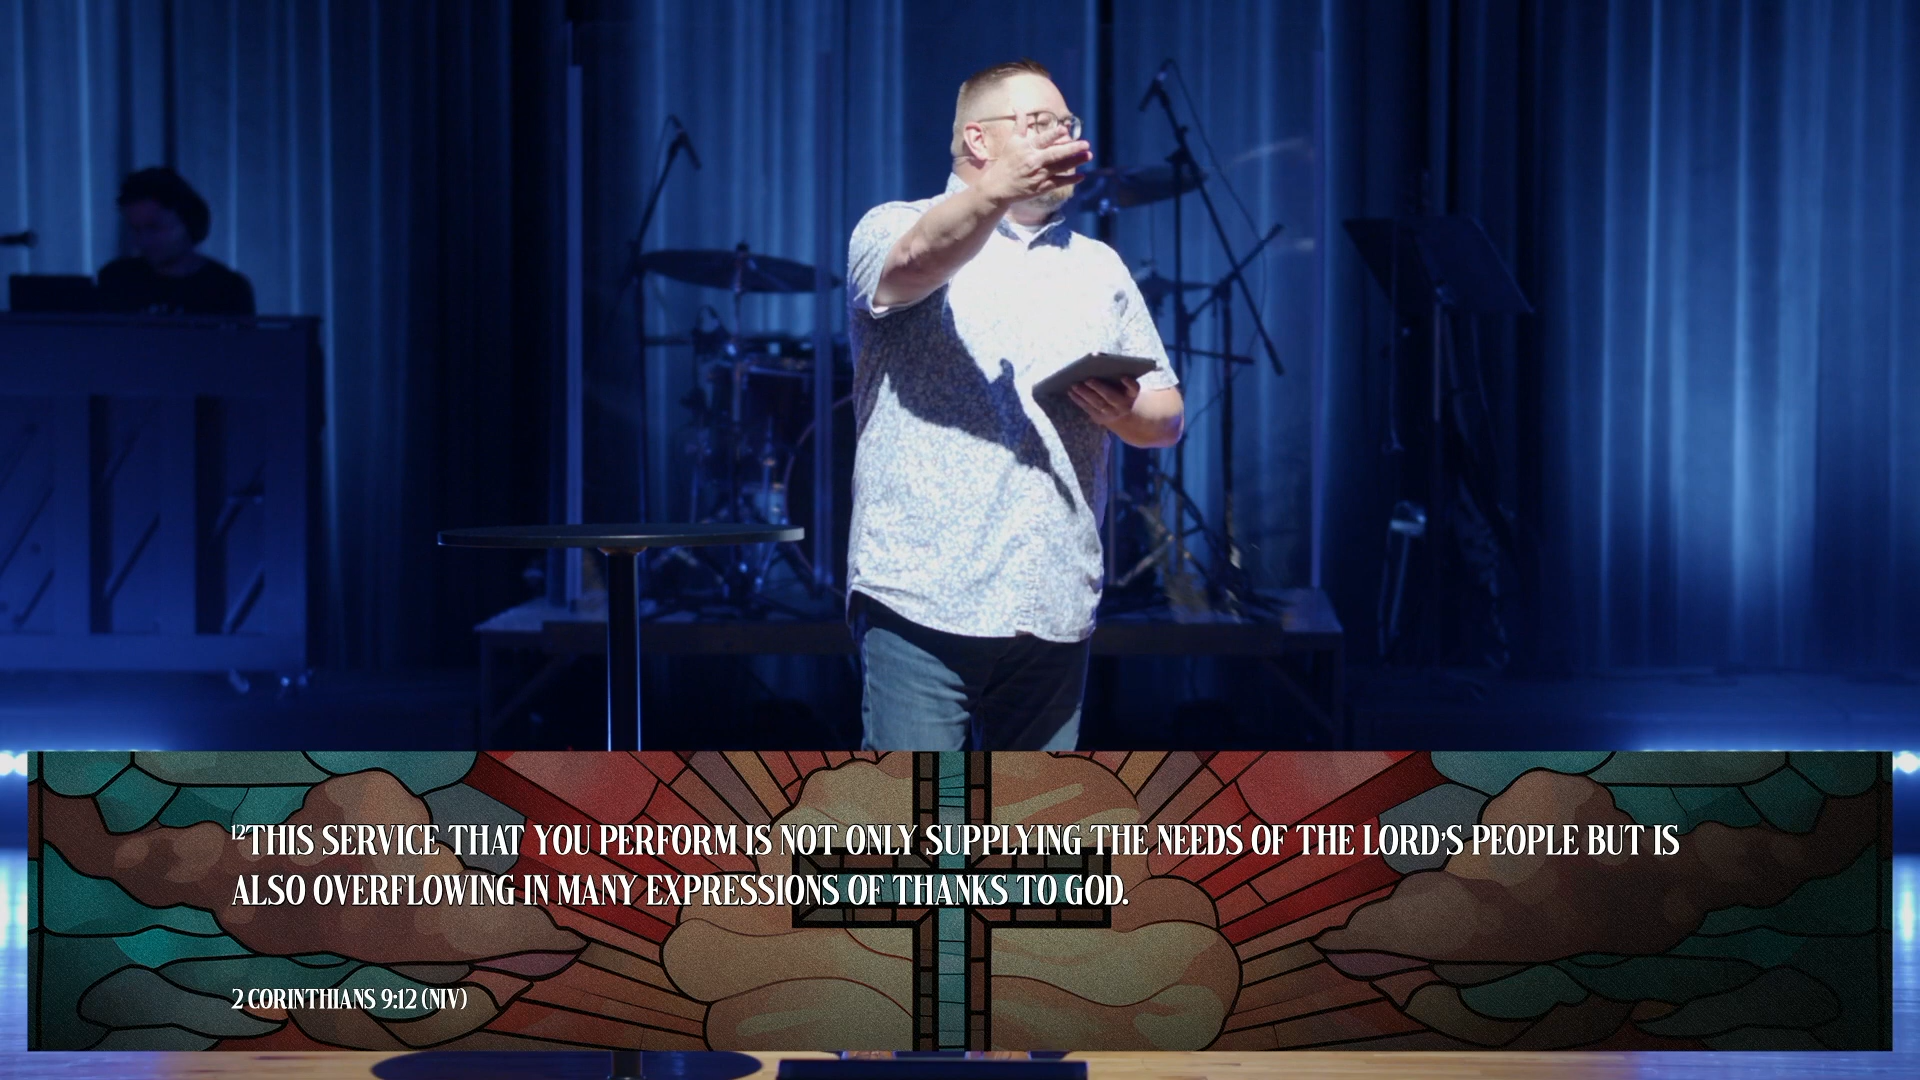 12THIS SERVICE THAT YOU PERFORM IS NOT ONLY SUPPLYING THE NEEDS OF THE LORD'S PEOPLE BUT IS
ALSO OVERFLOWING IN MANY EXPRESSIONS OF THANKS TO GOD.
2 CORINTHIANS 9:12 (NIV)